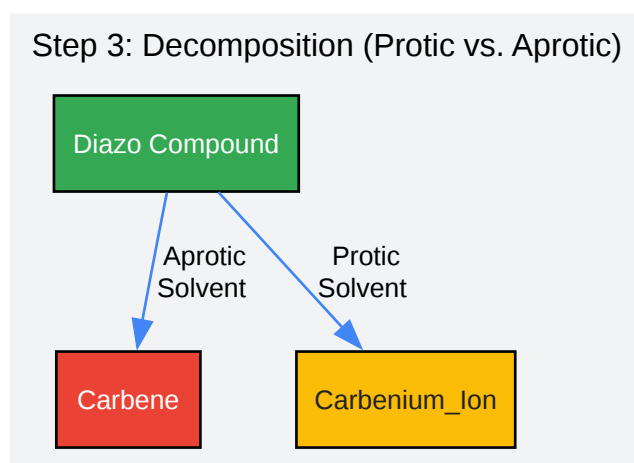 Step 3: Decomposition (Protic vs. Aprotic)
Diazo Compound
Aprotic
Solvent
Protic
Solvent
Carbene
Carbenium_Ion